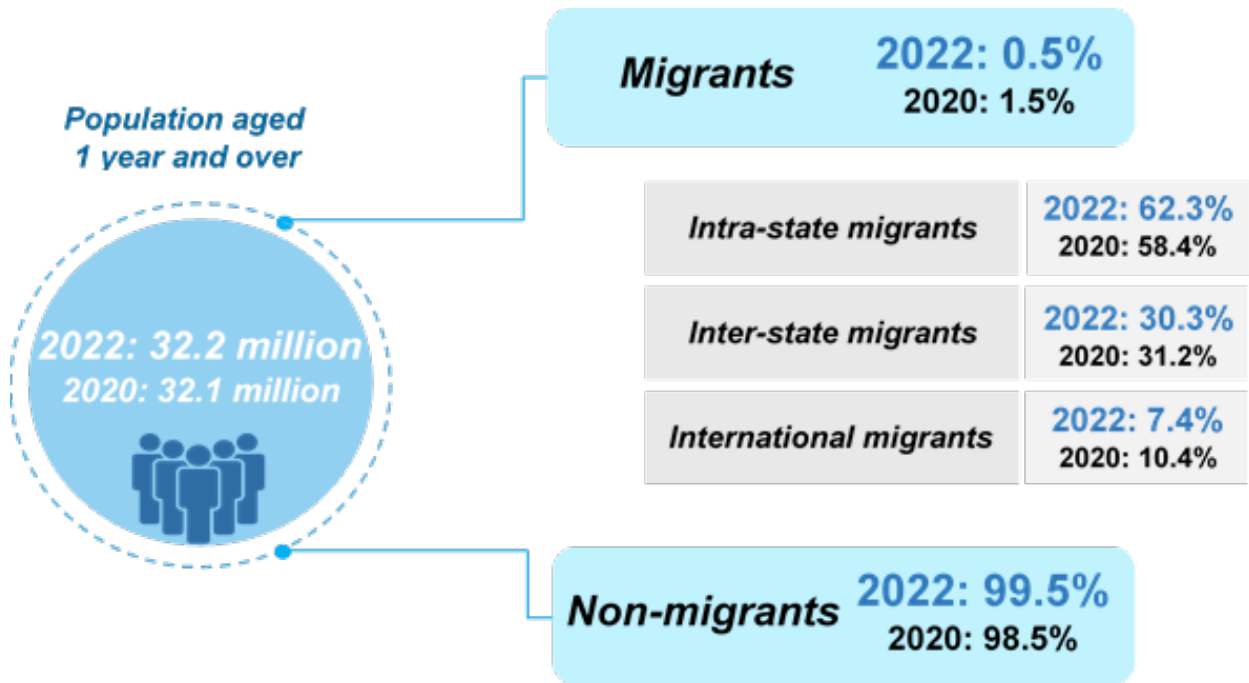 Population aged
1 year and over
2022: 32.2 million
2020: 32.1 million
Migrants
2022: 0.5%
2020: 1.5%
Intra-state migrants
2022: 62.3%
2020: 58.4%
Inter-state migrants
2022: 30.3%
2020: 31.2%
International migrants
2022: 7.4%
2020: 10.4%
Non-migrants
2022: 99.5%
2020: 98.5%